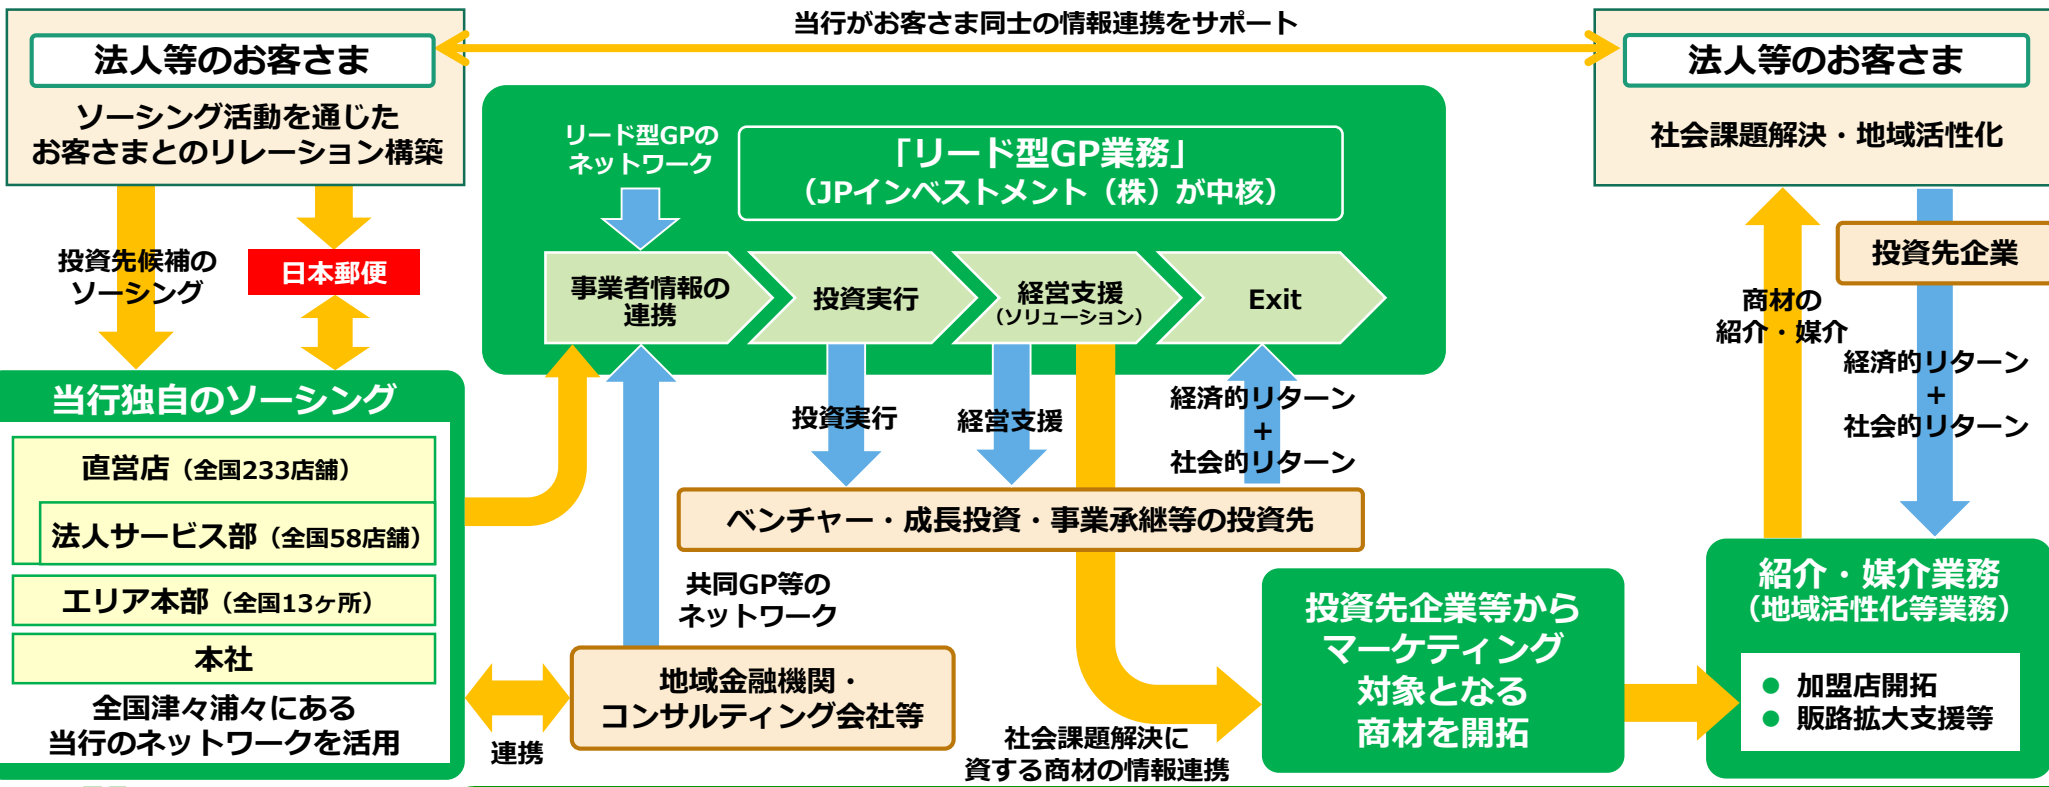 当行がお客さま同士の情報連携をサポート
法人等のお客さま
ソーシング活動を通じた
お客さまとのリレーション構築
投資先候補の
ソーシング
日本郵便
当行独自のソーシング
直営店（全国233店舗）
法人サービス部（全国58店舗）
エリア本部（全国13ヶ所）
本社
全国津々浦々にある
当行のネットワークを活用
連携
リード型GPの
ネットワーク
「リード型GP業務」
（JPインベストメント（株）が中核）
事業者情報の
連携
投資実行
経営支援
（ソリューション）
Exit
投資実行
経営支援
経済的リターン
+
社会的リターン
ベンチャー・成長投資・事業承継等の投資先
共同GP等の
ネットワーク
地域金融機関・
コンサルティング会社等
社会課題解決に
資する商材の情報連携
投資先企業等から
マーケティング
対象となる
商材を開拓
法人等のお客さま
社会課題解決・地域活性化
投資先企業
商材の
紹介・媒介
経済的リターン
+
社会的リターン
紹介・媒介業務
（地域活性化等業務）
● 加盟店開拓
● 販路拡大支援等